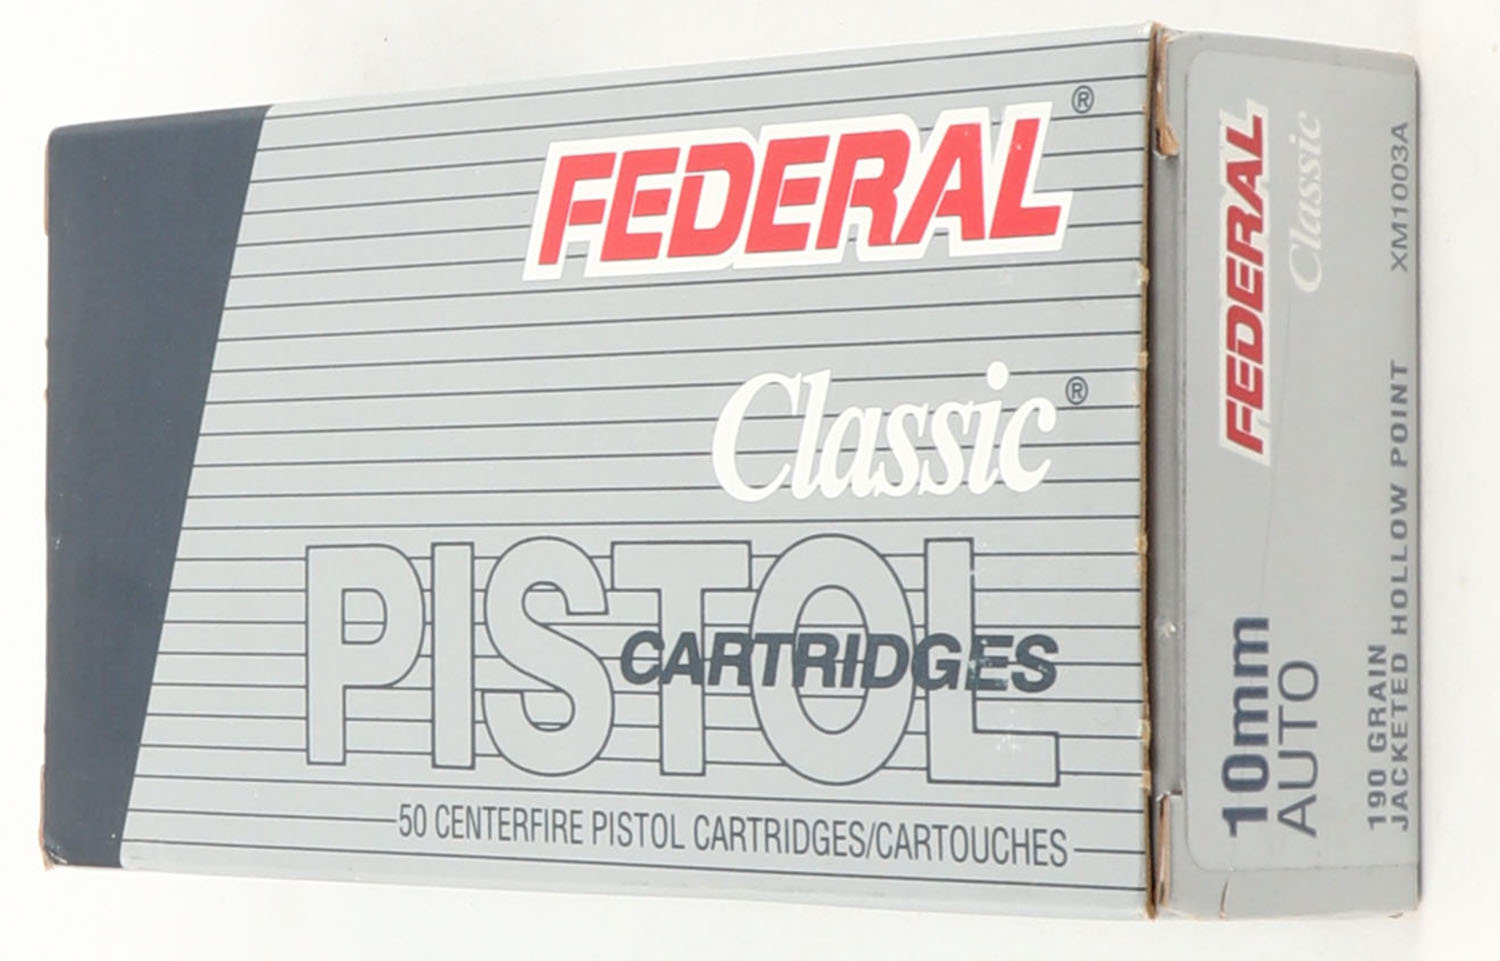 FEDERAL®
Classic®
PISTOL
CARTRIDGES
50 CENTERFIRE PISTOL CARTRIDGES/CARTOUCHES
FEDERAL
Classic
10mm
AUTO
190 GRAIN
JACKETED HOLLOW POINT XM1003A